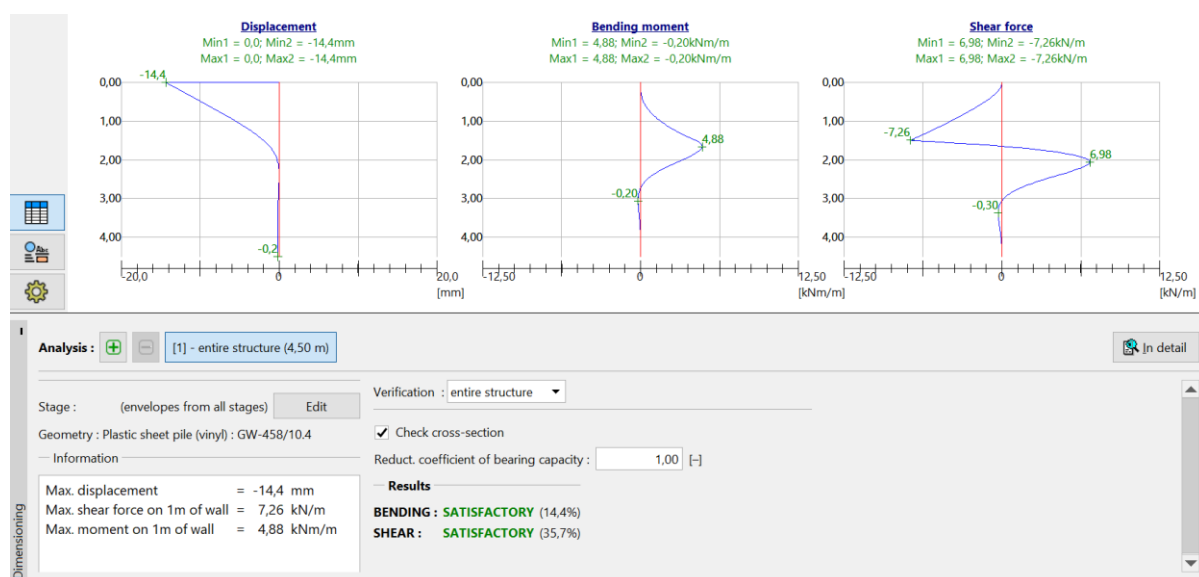 Displacement
Min1 = 0,0; Min2 = -14,4mm
Max1 = 0,0; Max2 = -14,4mm
0,00
-14,4
1,00
2,00
3,00
4,00
-0,2
-20,0
0
20,0
[mm]
Bending moment
Min1 = 4,88; Min2 = -0,20kNm/m
Max1 = 4,88; Max2 = -0,20kNm/m
0,00
1,00
4,88
2,00
3,00
-0,20
4,00
-12,50
0
12,50
[kNm/m]
Shear force
Min1 = 6,98; Min2 = -7,26kN/m
Max1 = 6,98; Max2 = -7,26kN/m
0,00
1,00
-7,26
2,00
6,98
3,00
-0,30
4,00
-12,50
0
12,50
[kN/m]
Abc
Analysis :
[1] - entire structure (4,50 m)
In detail
Stage :
(envelopes from all stages)
Edit
Geometry : Plastic sheet pile (vinyl) : GW-458/10.4
Information
Max. displacement = -14,4 mm
Max. shear force on 1m of wall = 7,26 kN/m
Max. moment on 1m of wall = 4,88 kNm/m
Verification : entire structure
Check cross-section
Reduct. coefficient of bearing capacity : 1,00 [–]
Results
BENDING : SATISFACTORY (14,4%)
SHEAR : SATISFACTORY (35,7%)
Dimensioning